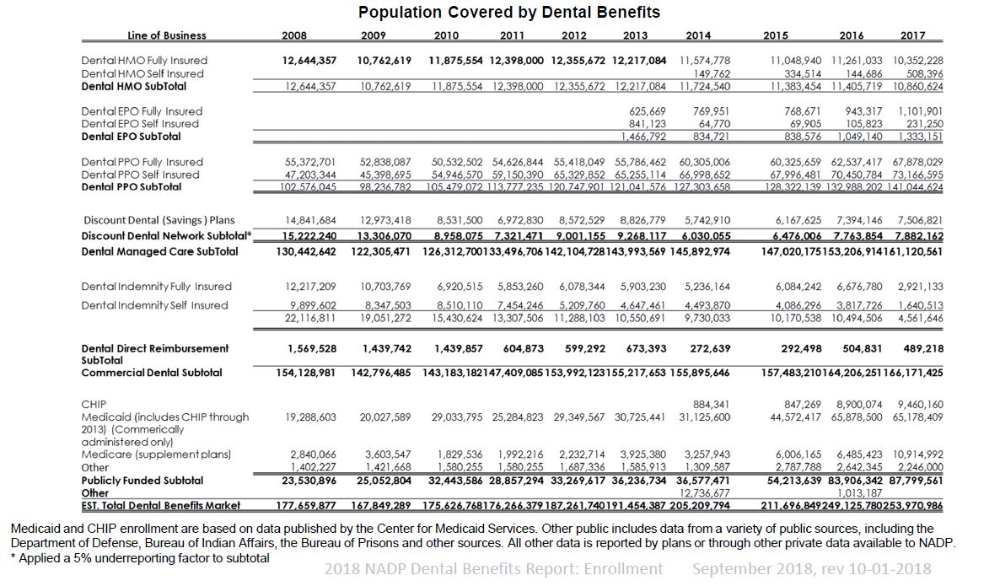 Population Covered by Dental Benefits
Line of Business 2008 2009 2010 2011 2012 2013 2014 2015 2016 2017
Dental HMO Fully Insured 12,644,357 10,762,619 11,875,554 12,398,000 12,355,672 12,217,084 11,574,778 11,048,940 11,261,033 10,352,228
Dental HMO Self Insured 149,762 334,514 144,686 508,396
Dental HMO SubTotal 12,644,357 10,762,619 11,875,554 12,398,000 12,355,672 12,217,084 11,724,540 11,383,454 11,405,719 10,860,624
Dental EPO Fully Insured 625,669 769,951 768,671 943,317 1,101,901
Dental EPO Self Insured 841,123 64,770 69,905 105,823 231,250
Dental EPO SubTotal 1,466,792 834,721 838,576 1,049,140 1,333,151
Dental PPO Fully Insured 55,372,701 52,838,087 50,532,502 54,626,844 55,418,049 55,786,462 60,305,006 60,325,659 62,537,417 67,878,029
Dental PPO Self Insured 47,203,344 45,398,695 54,946,570 59,150,390 65,329,852 65,255,114 66,998,652 67,996,481 70,450,784 73,166,595
Dental PPO SubTotal 102,576,045 98,236,782 105,479,072 113,777,235 120,747,901 121,041,576 127,303,658 128,322,139 132,988,202 141,044,624
Discount Dental (Savings ) Plans 14,841,684 12,973,418 8,531,500 6,972,830 8,572,529 8,826,779 5,742,910 6,167,625 7,394,146 7,506,821
Discount Dental Network Subtotal* 15,222,240 13,306,070 8,958,075 7,321,471 9,001,155 9,268,117 6,030,055 6,476,006 7,763,854 7,882,162
Dental Managed Care SubTotal 130,442,642 122,305,471 126,312,700 133,496,706 142,104,728 143,993,569 145,892,974 147,020,175 153,206,914 161,120,561
Dental Indemnity Fully Insured 12,217,209 10,703,769 6,920,515 5,853,260 6,078,344 5,903,230 5,236,164 6,084,242 6,676,780 2,921,133
Dental Indemnity Self Insured 9,899,602 8,347,503 8,510,110 7,454,246 5,209,760 4,647,461 4,493,870 4,086,296 3,817,726 1,640,513
22,116,811 19,051,272 15,430,624 13,307,506 11,288,103 10,550,691 9,730,033 10,170,538 10,494,506 4,561,646
Dental Direct Reimbursement 1,569,528 1,439,742 1,439,857 604,873 599,292 673,393 272,639 292,498 504,831 489,218
SubTotal
Commercial Dental Subtotal 154,128,981 142,796,485 143,183,182 147,409,085 153,992,123 155,217,653 155,895,646 157,483,210 164,206,251 166,171,425
CHIP 884,341 847,269 8,900,074 9,460,160
Medicaid (includes CHIP through 19,288,603 20,027,589 29,033,795 25,284,823 29,349,567 30,725,441 31,125,600 44,572,417 65,878,500 65,178,409
2013) (Commerically
administered only)
Medicare (supplement plans) 2,840,066 3,603,547 1,829,536 1,992,216 2,232,714 3,925,380 3,257,943 6,006,165 6,485,423 10,914,992
Other 1,402,227 1,421,668 1,580,255 1,580,255 1,687,336 1,585,913 1,309,587 2,787,788 2,642,345 2,246,000
Publicly Funded Subtotal 23,530,896 25,052,804 32,443,586 28,857,294 33,269,617 36,236,734 36,577,471 54,213,639 83,906,342 87,799,561
Other 12,736,677 1,013,187
EST. Total Dental Benefits Market 177,659,877 167,849,289 175,626,768 176,266,379 187,261,740 191,454,387 205,209,794 211,696,849 249,125,780 253,970,986
Medicaid and CHIP enrollment are based on data published by the Center for Medicaid Services. Other public includes data from a variety of public sources, including the
Department of Defense, Bureau of Indian Affairs, the Bureau of Prisons and other sources. All other data is reported by plans or through other private data available to NADP.
* Applied a 5% underreporting factor to subtotal
2018 NADP Dental Benefits Report: Enrollment September 2018, rev 10-01-2018